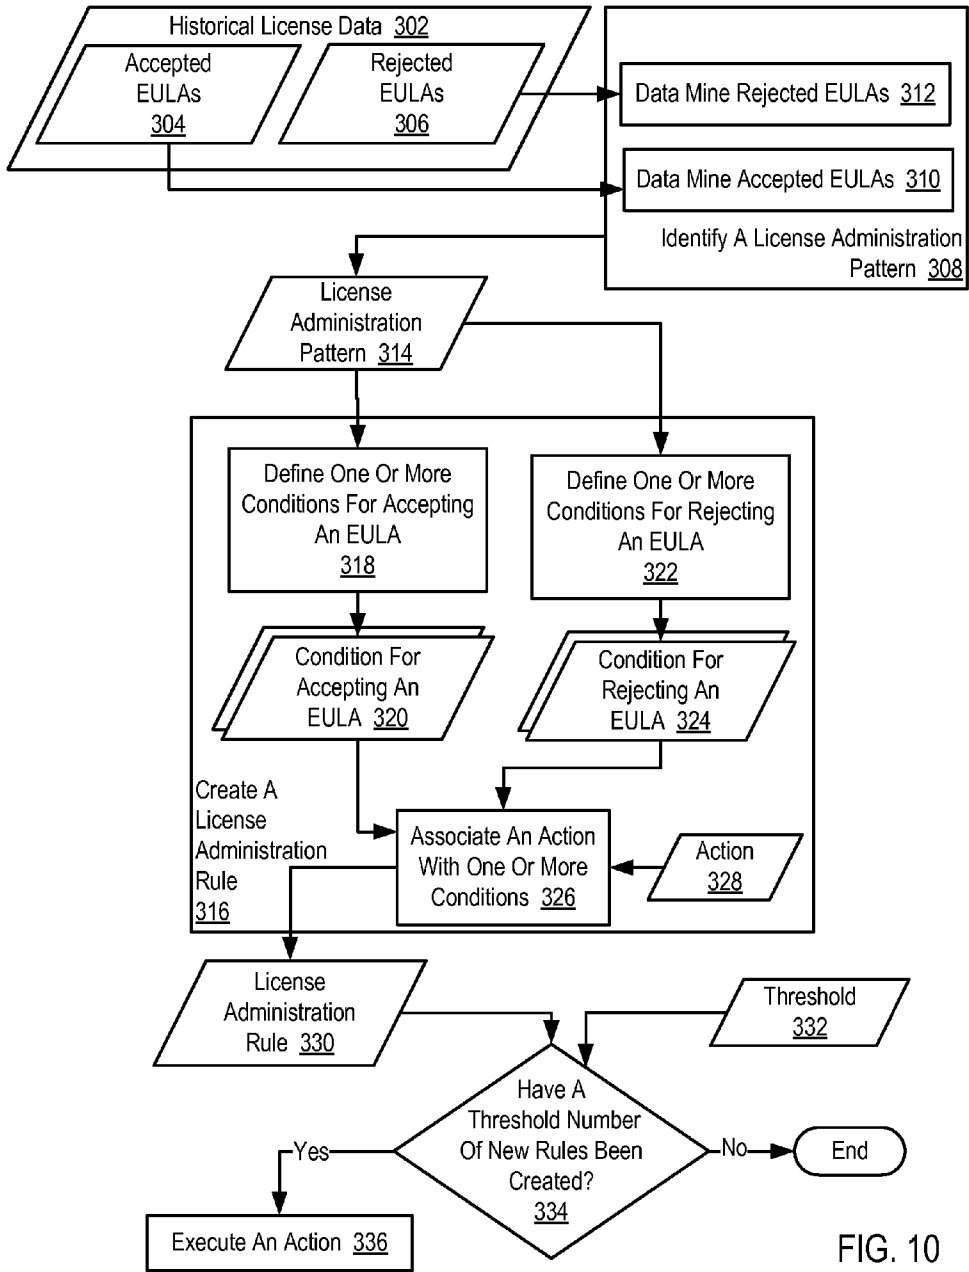 Historical License Data 302
Accepted
EULAs
304
Rejected
EULAs
306
Data Mine Rejected EULAs 312
Data Mine Accepted EULAs 310
Identify A License Administration
Pattern 308
License
Administration
Pattern 314
Define One Or More
Conditions For Accepting
An EULA
318
Define One Or More
Conditions For Rejecting
An EULA
322
Condition For
Accepting An
EULA 320
Condition For
Rejecting An
EULA 324
Create A
License
Administration
Rule
316
Associate An Action
With One Or More
Conditions 326
Action
328
License
Administration
Rule 330
Threshold
332
Have A
Threshold Number
Of New Rules Been
Created?
334
Yes
No
End
Execute An Action 336
FIG. 10